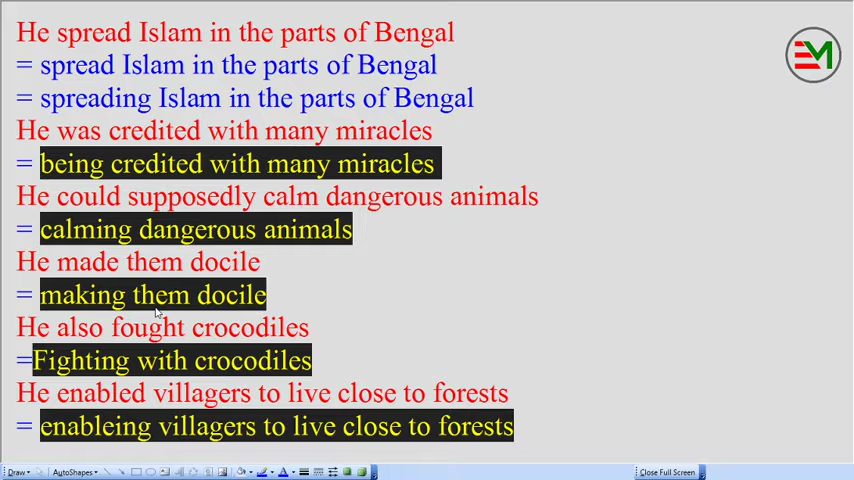 He spread Islam in the parts of Bengal
= spread Islam in the parts of Bengal
= spreading Islam in the parts of Bengal
He was credited with many miracles
= being credited with many miracles
He could supposedly calm dangerous animals
= calming dangerous animals
He made them docile
= making them docile
He also fought crocodiles
=Fighting with crocodiles
He enabled villagers to live close to forests
= enableing villagers to live close to forests
EM
Draw AutoShapes Close Full Screen